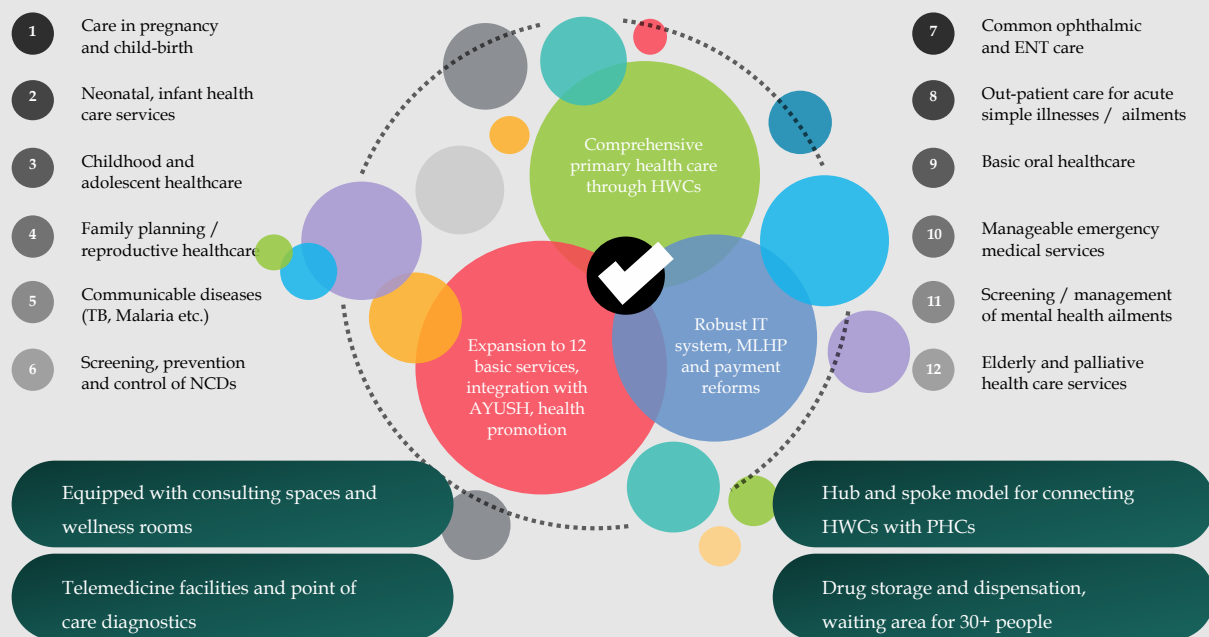 1
Care in pregnancy
and child-birth
2
Neonatal, infant health
care services
3
Childhood and
adolescent healthcare
4
Family planning /
reproductive healthcare
5
Communicable diseases
(TB, Malaria etc.)
6
Screening, prevention
and control of NCDs
Comprehensive
primary health care
through HWCs
Expansion to 12
basic services,
integration with
AYUSH, health
promotion
Robust IT
system, MLHP
and payment
reforms
7
Common ophthalmic
and ENT care
8
Out-patient care for acute
simple illnesses / ailments
9
Basic oral healthcare
10
Manageable emergency
medical services
11
Screening / management
of mental health ailments
12
Elderly and palliative
health care services
Equipped with consulting spaces and
wellness rooms
Telemedicine facilities and point of
care diagnostics
Hub and spoke model for connecting
HWCs with PHCs
Drug storage and dispensation,
waiting area for 30+ people